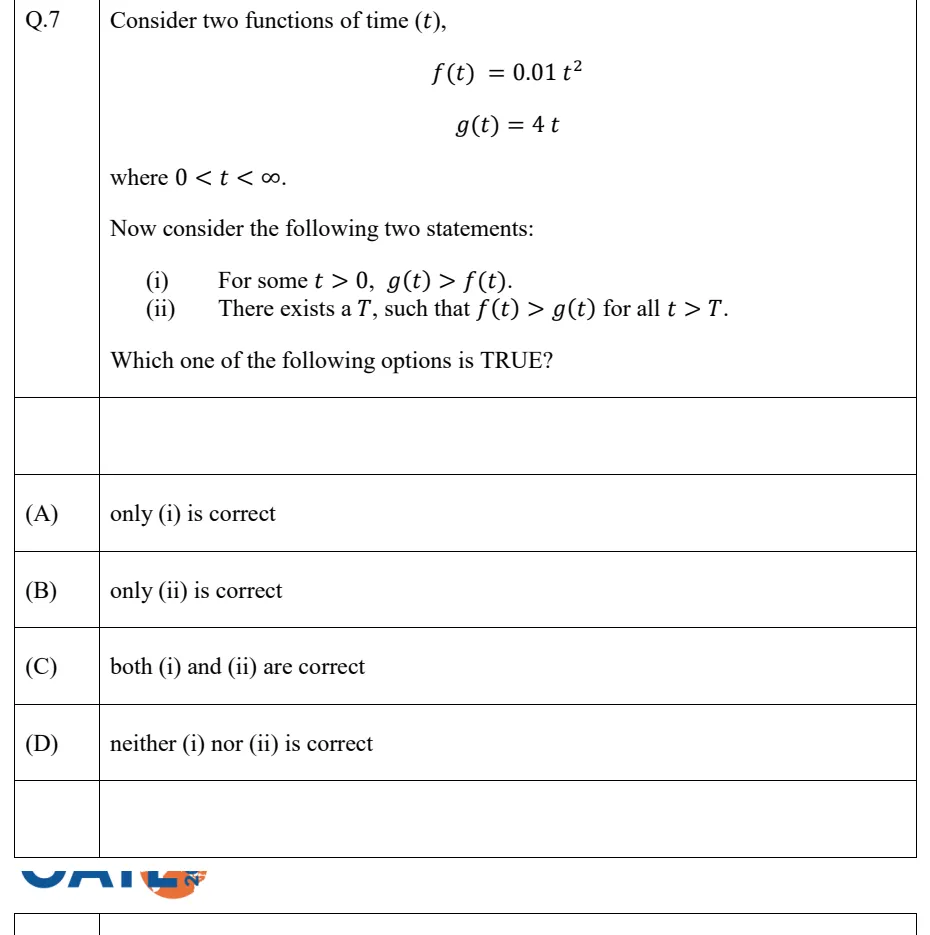 Q.7 Consider two functions of time (𝑡),
𝑓(𝑡) = 0.01 𝑡²
𝑔(𝑡) = 4 𝑡
where 0 < 𝑡 < ∞.
Now consider the following two statements:
(i) For some 𝑡 > 0, 𝑔(𝑡) > 𝑓(𝑡).
(ii) There exists a 𝑇, such that 𝑓(𝑡) > 𝑔(𝑡) for all 𝑡 > 𝑇.
Which one of the following options is TRUE?
(A) only (i) is correct
(B) only (ii) is correct
(C) both (i) and (ii) are correct
(D) neither (i) nor (ii) is correct